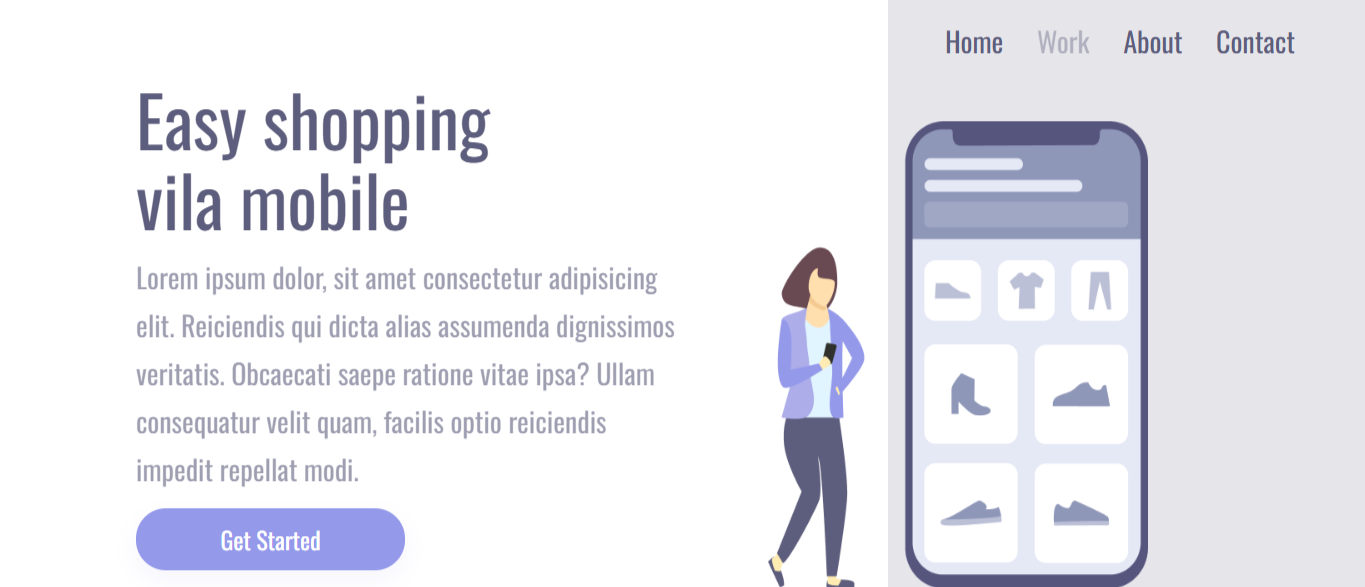 Home Work About Contact
Easy shopping
vila mobile
Lorem ipsum dolor, sit amet consectetur adipisicing
elit. Reiciendis qui dicta alias assumenda dignissimos
veritatis. Obcaecati saepe ratione vitae ipsa? Ullam
consequatur velit quam, facilis optio reiciendis
impedit repellat modi.
Get Started